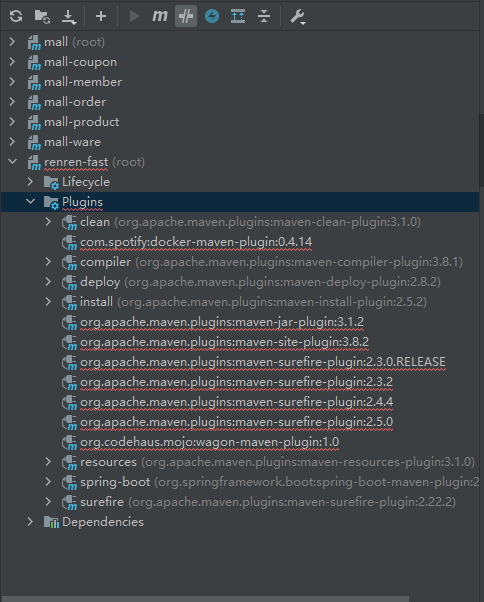 m
mall (root)
mall-coupon
mall-member
mall-order
mall-product
mall-ware
renren-fast (root)
Lifecycle
Plugins
clean (org.apache.maven.plugins:maven-clean-plugin:3.1.0)
com.spotify:docker-maven-plugin:0.4.14
compiler (org.apache.maven.plugins:maven-compiler-plugin:3.8.1)
deploy (org.apache.maven.plugins:maven-deploy-plugin:2.8.2)
install (org.apache.maven.plugins:maven-install-plugin:2.5.2)
org.apache.maven.plugins:maven-jar-plugin:3.1.2
org.apache.maven.plugins:maven-site-plugin:3.8.2
org.apache.maven.plugins:maven-surefire-plugin:2.3.0.RELEASE
org.apache.maven.plugins:maven-surefire-plugin:2.3.2
org.apache.maven.plugins:maven-surefire-plugin:2.4.4
org.apache.maven.plugins:maven-surefire-plugin:2.5.0
org.codehaus.mojo:wagon-maven-plugin:1.0
resources (org.apache.maven.plugins:maven-resources-plugin:3.1.0)
spring-boot (org.springframework.boot:spring-boot-maven-plugin:2
surefire (org.apache.maven.plugins:maven-surefire-plugin:2.22.2)
Dependencies